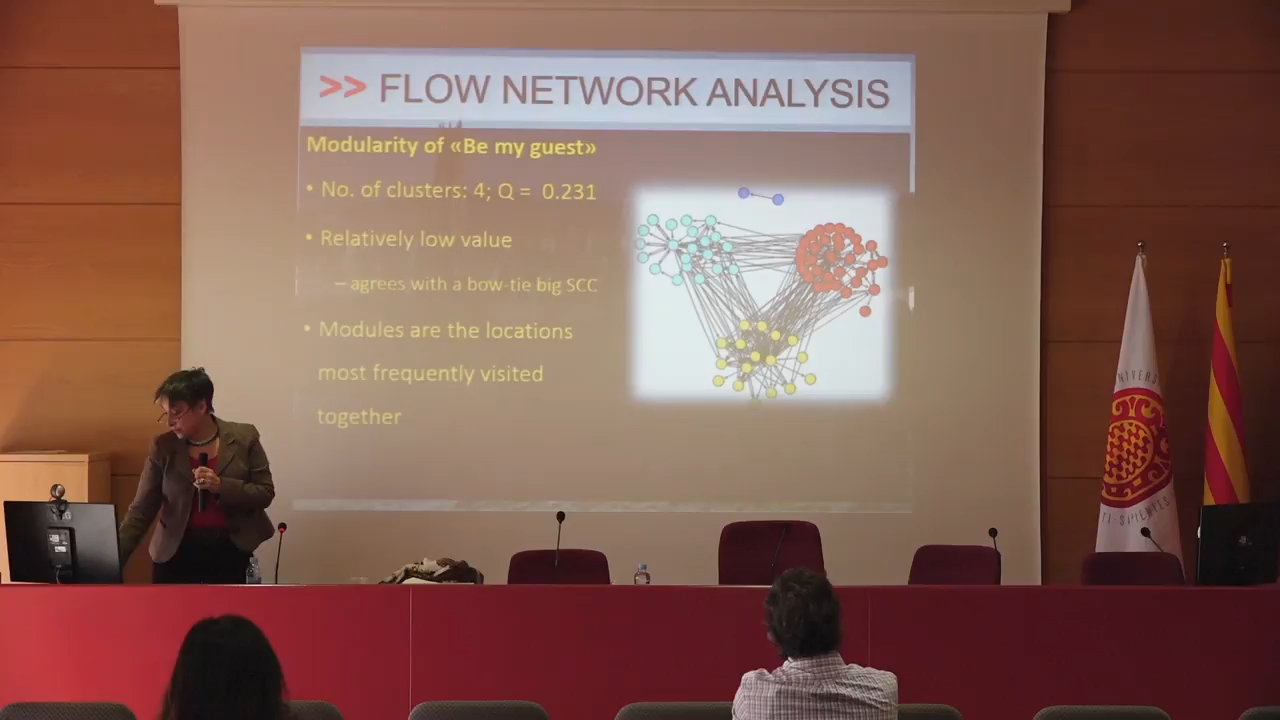 >> FLOW NETWORK ANALYSIS
Modularity of «Be my guest»
• No. of clusters: 4; Q = 0.231
• Relatively low value
– agrees with a bow-tie big SCC
• Modules are the locations
most frequently visited
together